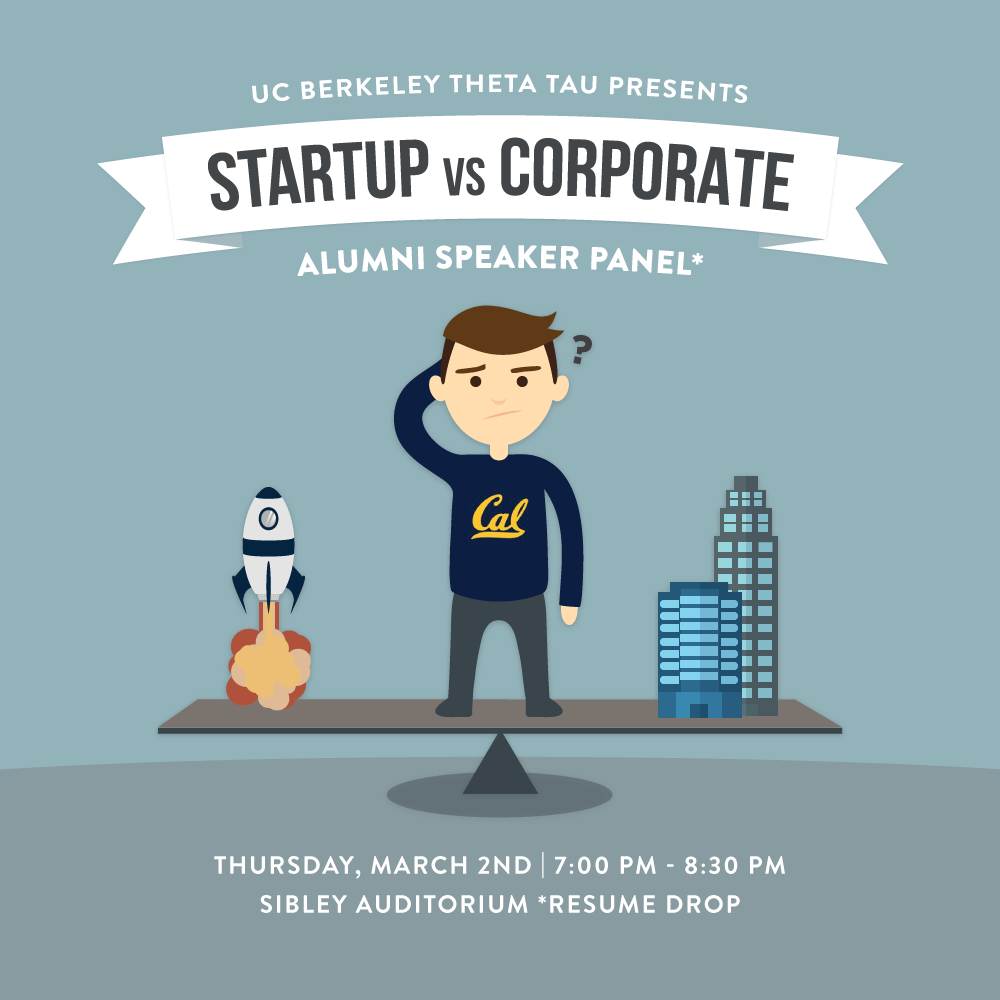 UC BERKELEY THETA TAU PRESENTS
STARTUP VS CORPORATE
ALUMNI SPEAKER PANEL*
?
Cal
THURSDAY, MARCH 2ND | 7:00 PM - 8:30 PM
SIBLEY AUDITORIUM *RESUME DROP